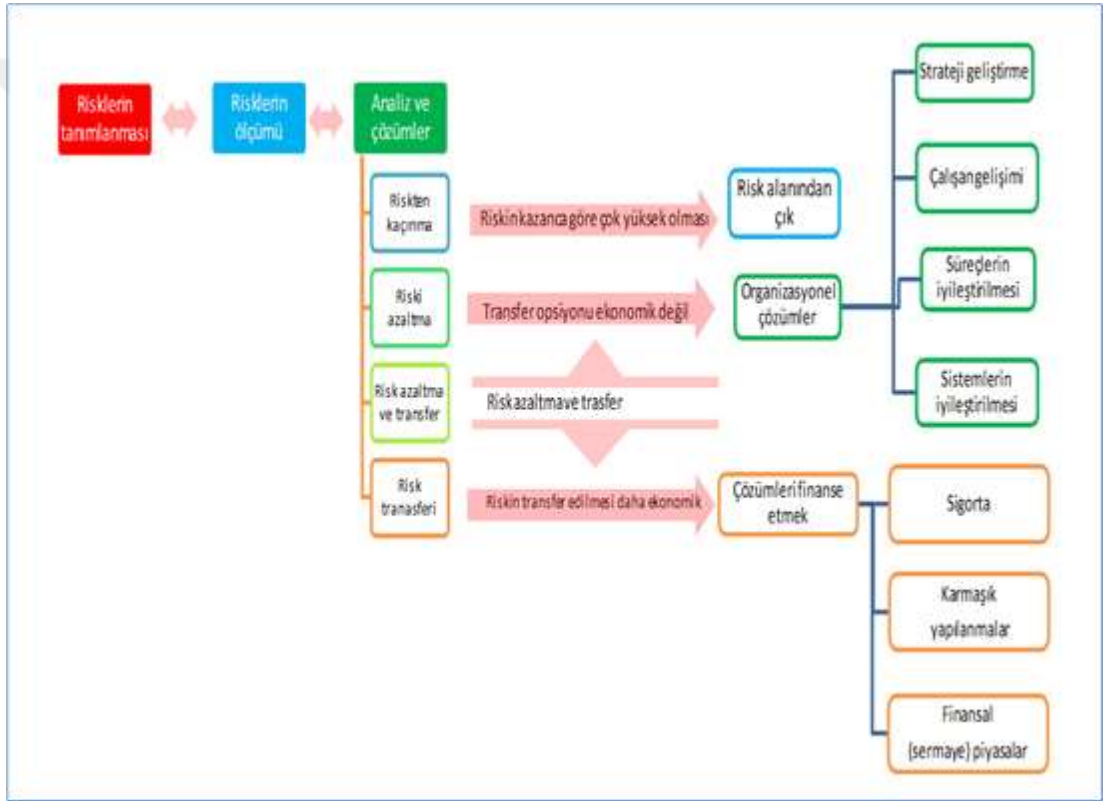 Risklerin
tanımlanması
Risklerin
ölçümü
Analiz ve
çözümler
Riskten
kaçınma
Riskin kazanca göre çok yüksek olması
Risk alanından
çık
Riski
azaltma
Transfer opsiyonu ekonomik değil
Organizasyonel
çözümler
Strateji geliştirme
Çalışan gelişimi
Süreçlerin
iyileştirilmesi
Sistemlerin
iyileştirilmesi
Risk azaltma
ve transfer
Risk azaltma ve trasfer
Risk
tranasferi
Riskin transfer edilmesi daha ekonomik
Çözümleri finanse
etmek
Sigorta
Karmaşık
yapılanmalar
Finansal
(sermaye) piyasalar